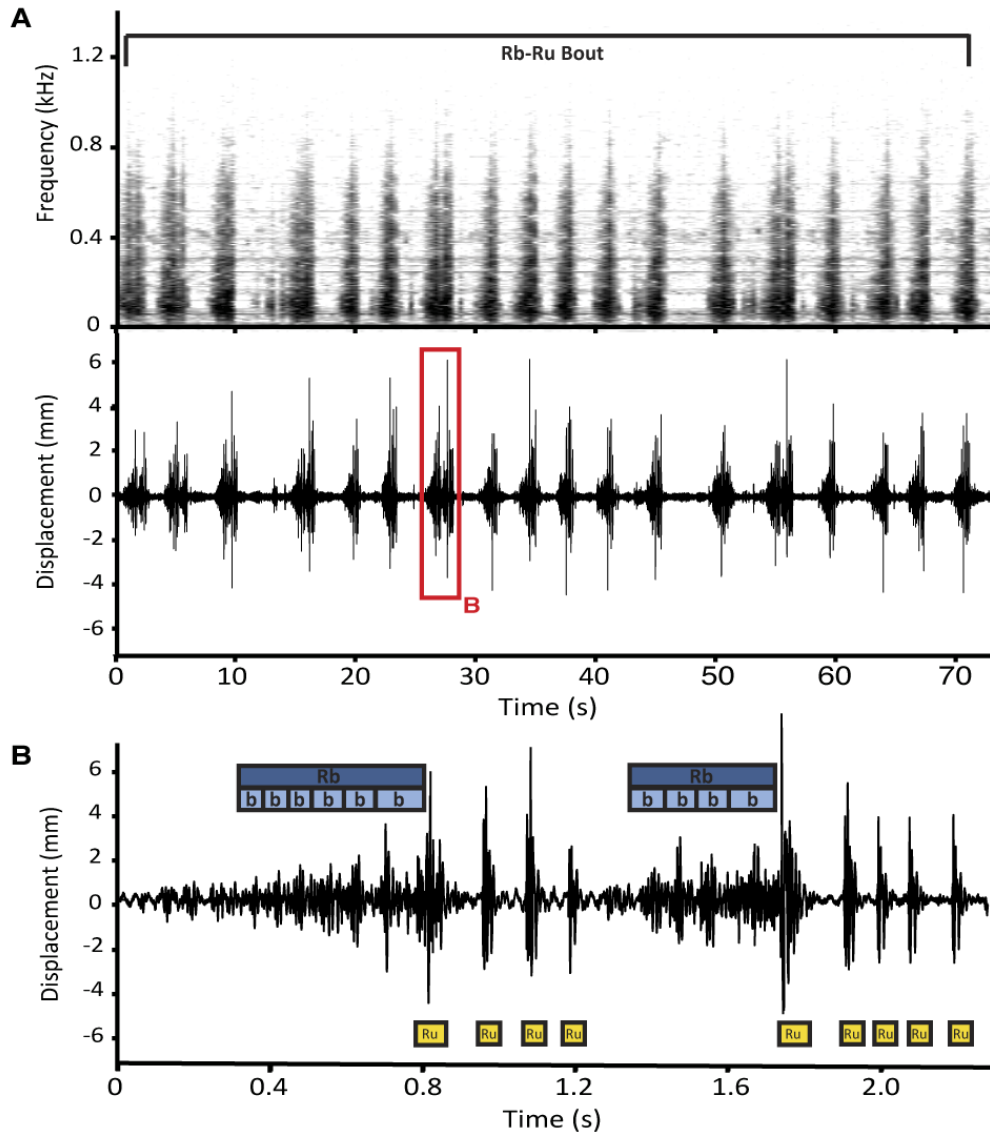 A
Rb-Ru Bout
Frequency (kHz)
1.2
0.8
0.4
0
Displacement (mm)
6
4
2
0
-2
-4
-6
B
0 10 20 30 40 50 60 70
Time (s)
B
Displacement (mm)
6
4
2
0
-2
-4
-6
Rb Rb
b b b b b b b b b b
Ru Ru Ru Ru Ru Ru Ru Ru Ru
0 0.4 0.8 1.2 1.6 2.0
Time (s)